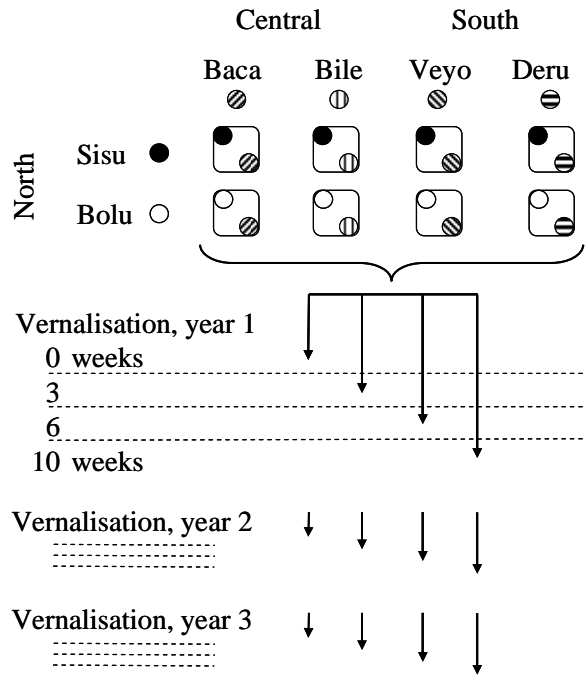 Central South
Baca Bile Veyo Deru
North
Sisu
Bolu
Vernalisation, year 1
0 weeks
3
6
10 weeks
Vernalisation, year 2
Vernalisation, year 3